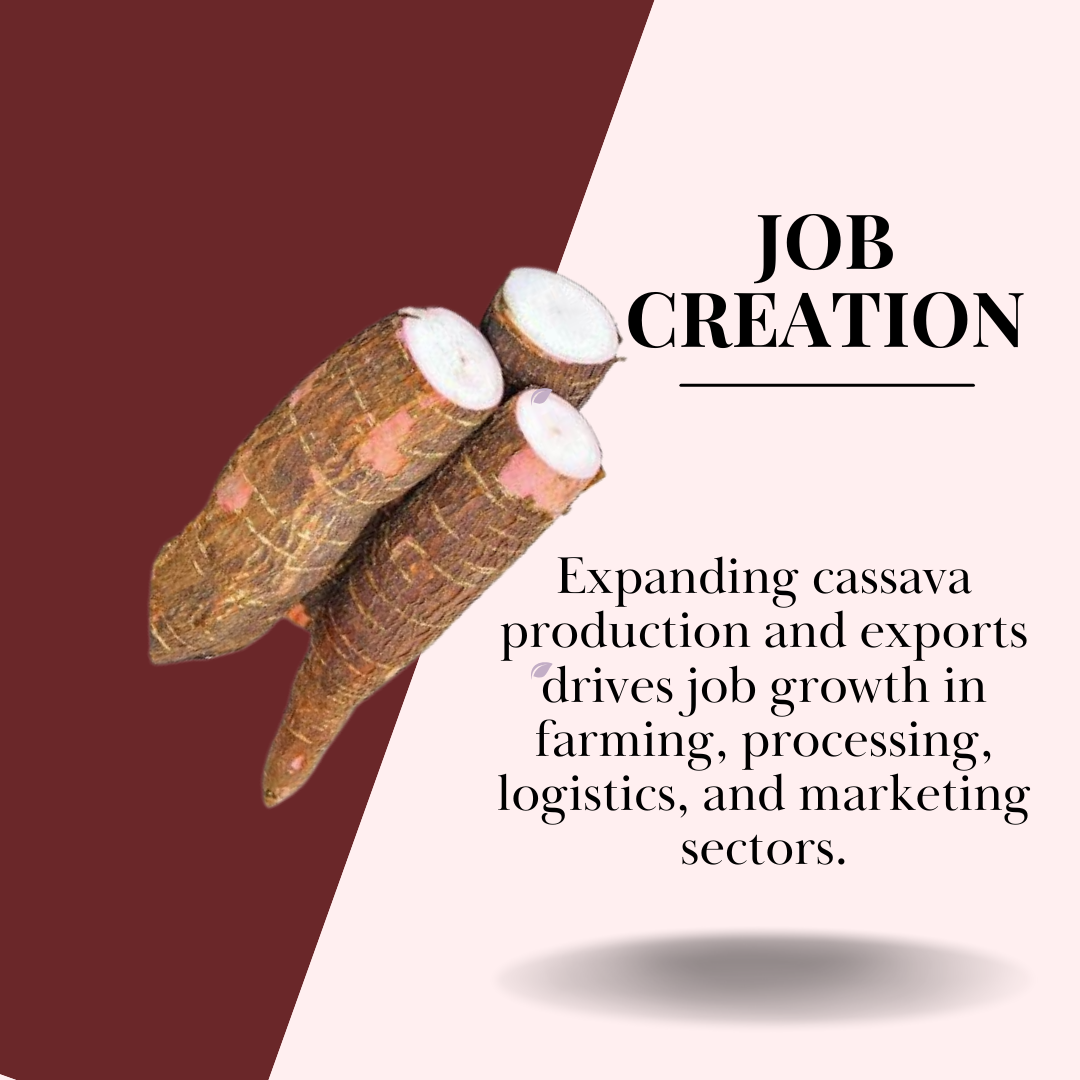 JOB
CREATION
Expanding cassava
production and exports
drives job growth in
farming, processing,
logistics, and marketing
sectors.